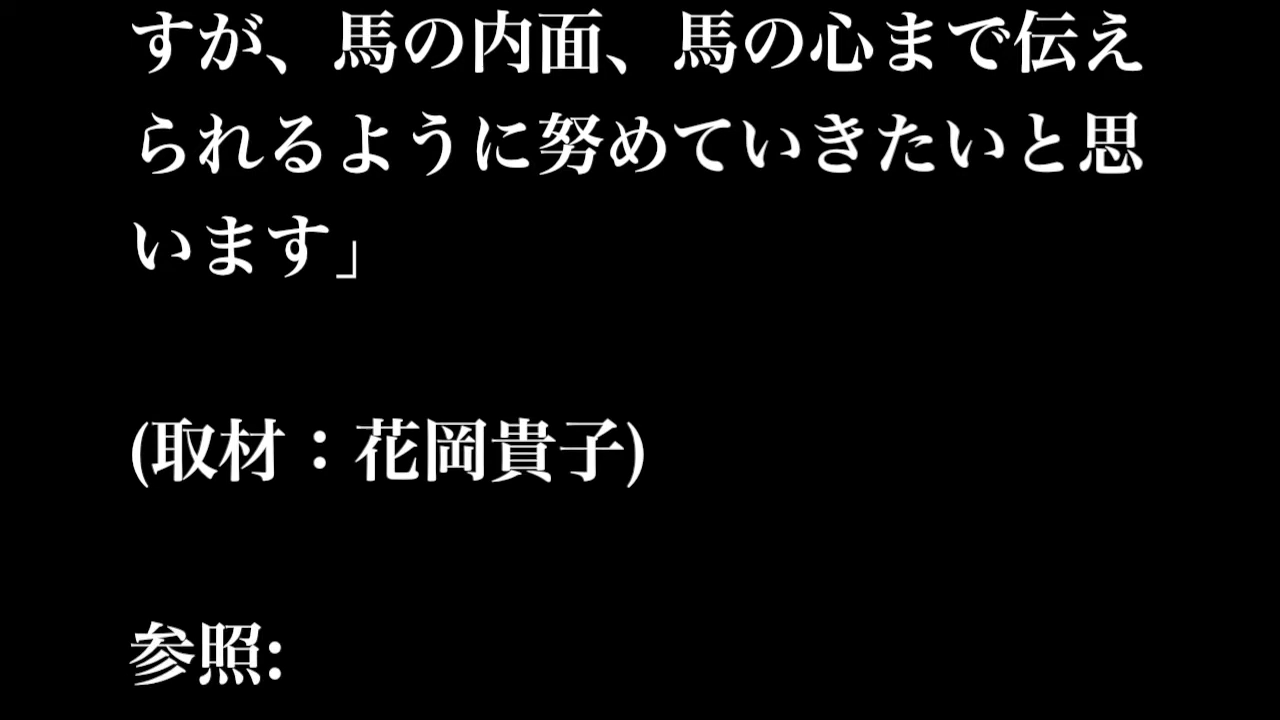 すが、馬の内面、馬の心まで伝え
られるように努めていきたいと思
います」
(取材：花岡貴子)
参照: